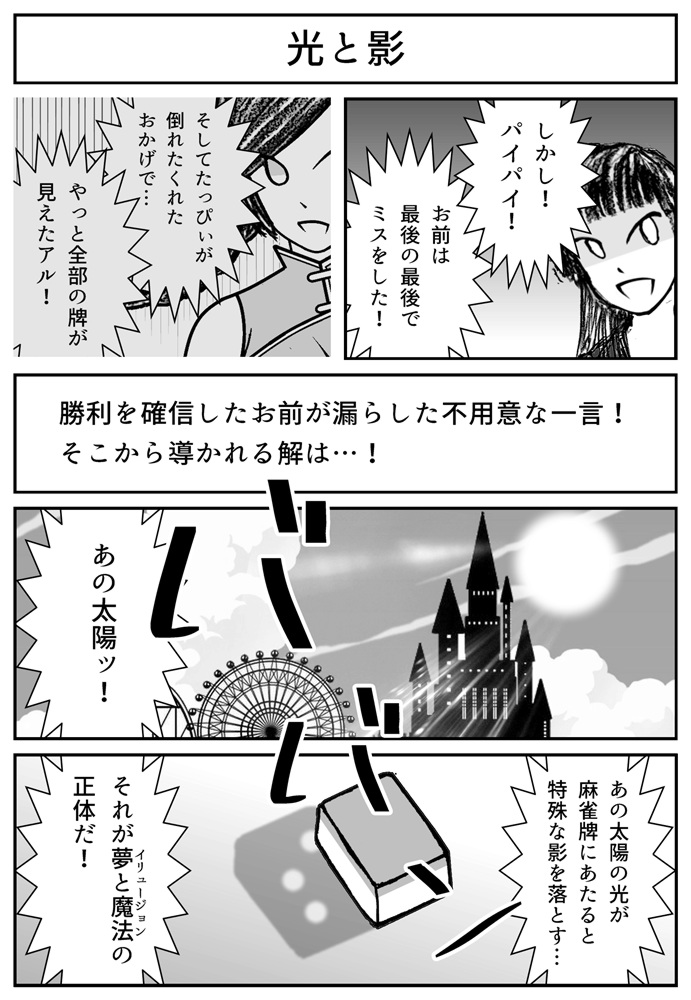 光と影
しかし！
パイパイ！
お前は
最後の最後で
ミスをした！
そしてたっぴぃが
倒れたくれた
おかげで…
やっと全部の牌が
見えたアル！
勝利を確信したお前が漏らした不用意な一言！
そこから導かれる解は…！
あの太陽ッ！
あの太陽の光が
麻雀牌にあたると
特殊な影を落とす…
それが夢と魔法の
イリュージョン
正体だ！
バ
バ
ン
ン